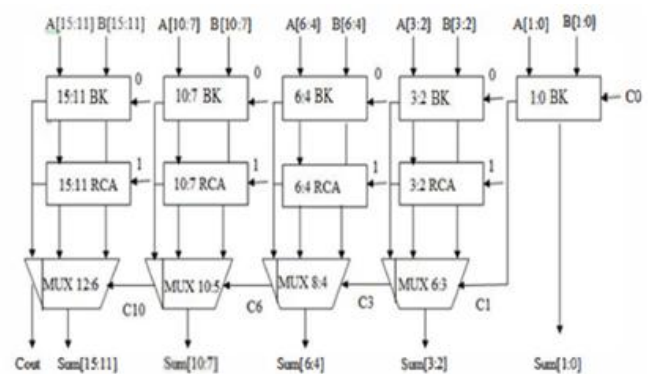 A[15:11] B[15:11] A[10:7] B[10:7] A[6:4] B[6:4] A[3:2] B[3:2] A[1:0] B[1:0]
0 0 0 0
15:11 BK 10:7 BK 6:4 BK 3:2 BK 1:0 BK C0
1 1 1 1
15:11 RCA 10:7 RCA 6:4 RCA 3:2 RCA
MUX 12:6 MUX 10:5 MUX 8:4 MUX 6:3
C10 C6 C3 C1
Cout Sum[15:11] Sum[10:7] Sum[6:4] Sum[3:2] Sum[1:0]